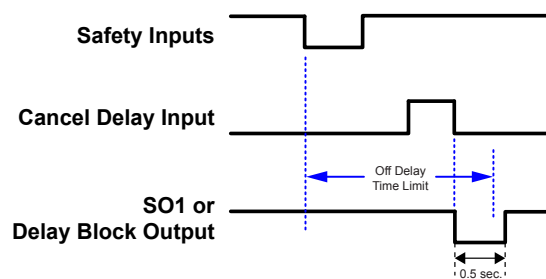 Safety Inputs
Cancel Delay Input
Off Delay
Time Limit
SO1 or
Delay Block Output
0.5 sec.